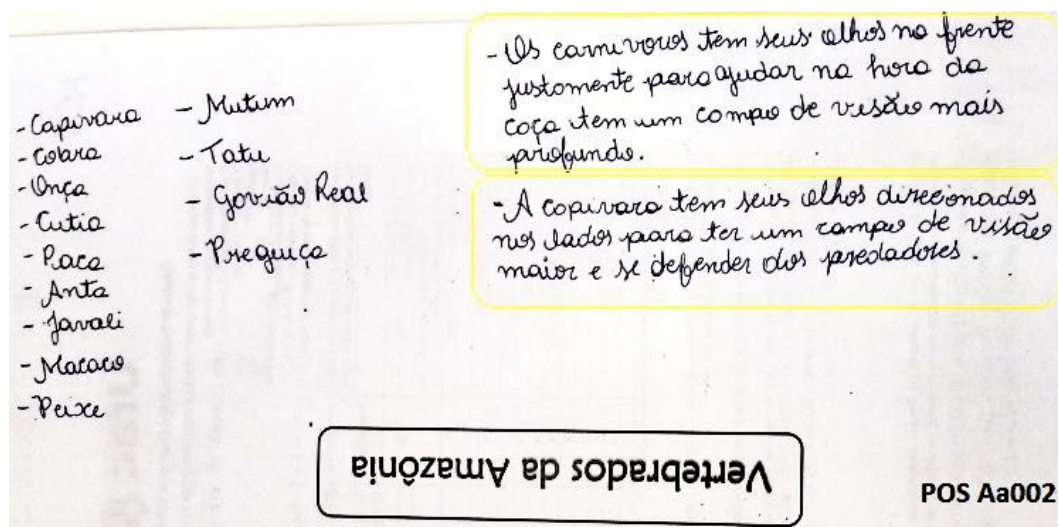 - Capivara
- Cobra
- Onça
- Cutia
- Paca
- Anta
- Javali
- Macaco
- Peixe
- Mutum
- Tatu
- Gavião Real
- Preguiça
- Os carnivoros tem seus olhos na frente
justamente para ajudar na hora da
caça tem um campo de visão mais
profundo.
- A capivara tem seus olhos direcionados
nos lados para ter um campo de visão
maior e se defender dos predadores.
Vertebrados da Amazônia
POS Aa002